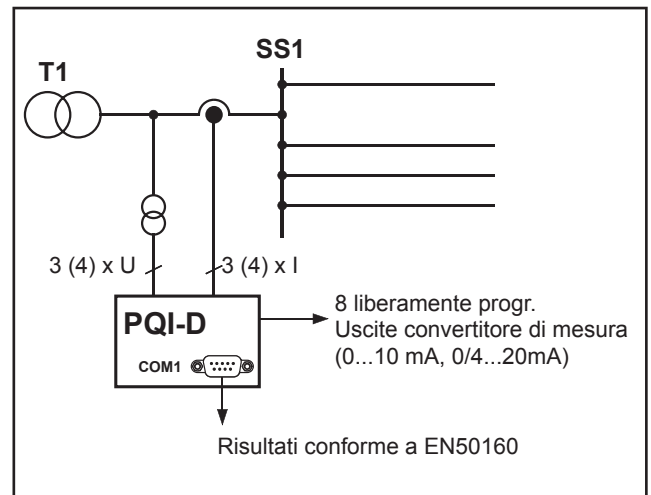 SS1
T1
3 (4) x U
3 (4) x I
PQI-D
COM1
8 liberamente progr.
Uscite convertitore di mesura
(0...10 mA, 0/4...20mA)
Risultati conforme a EN50160